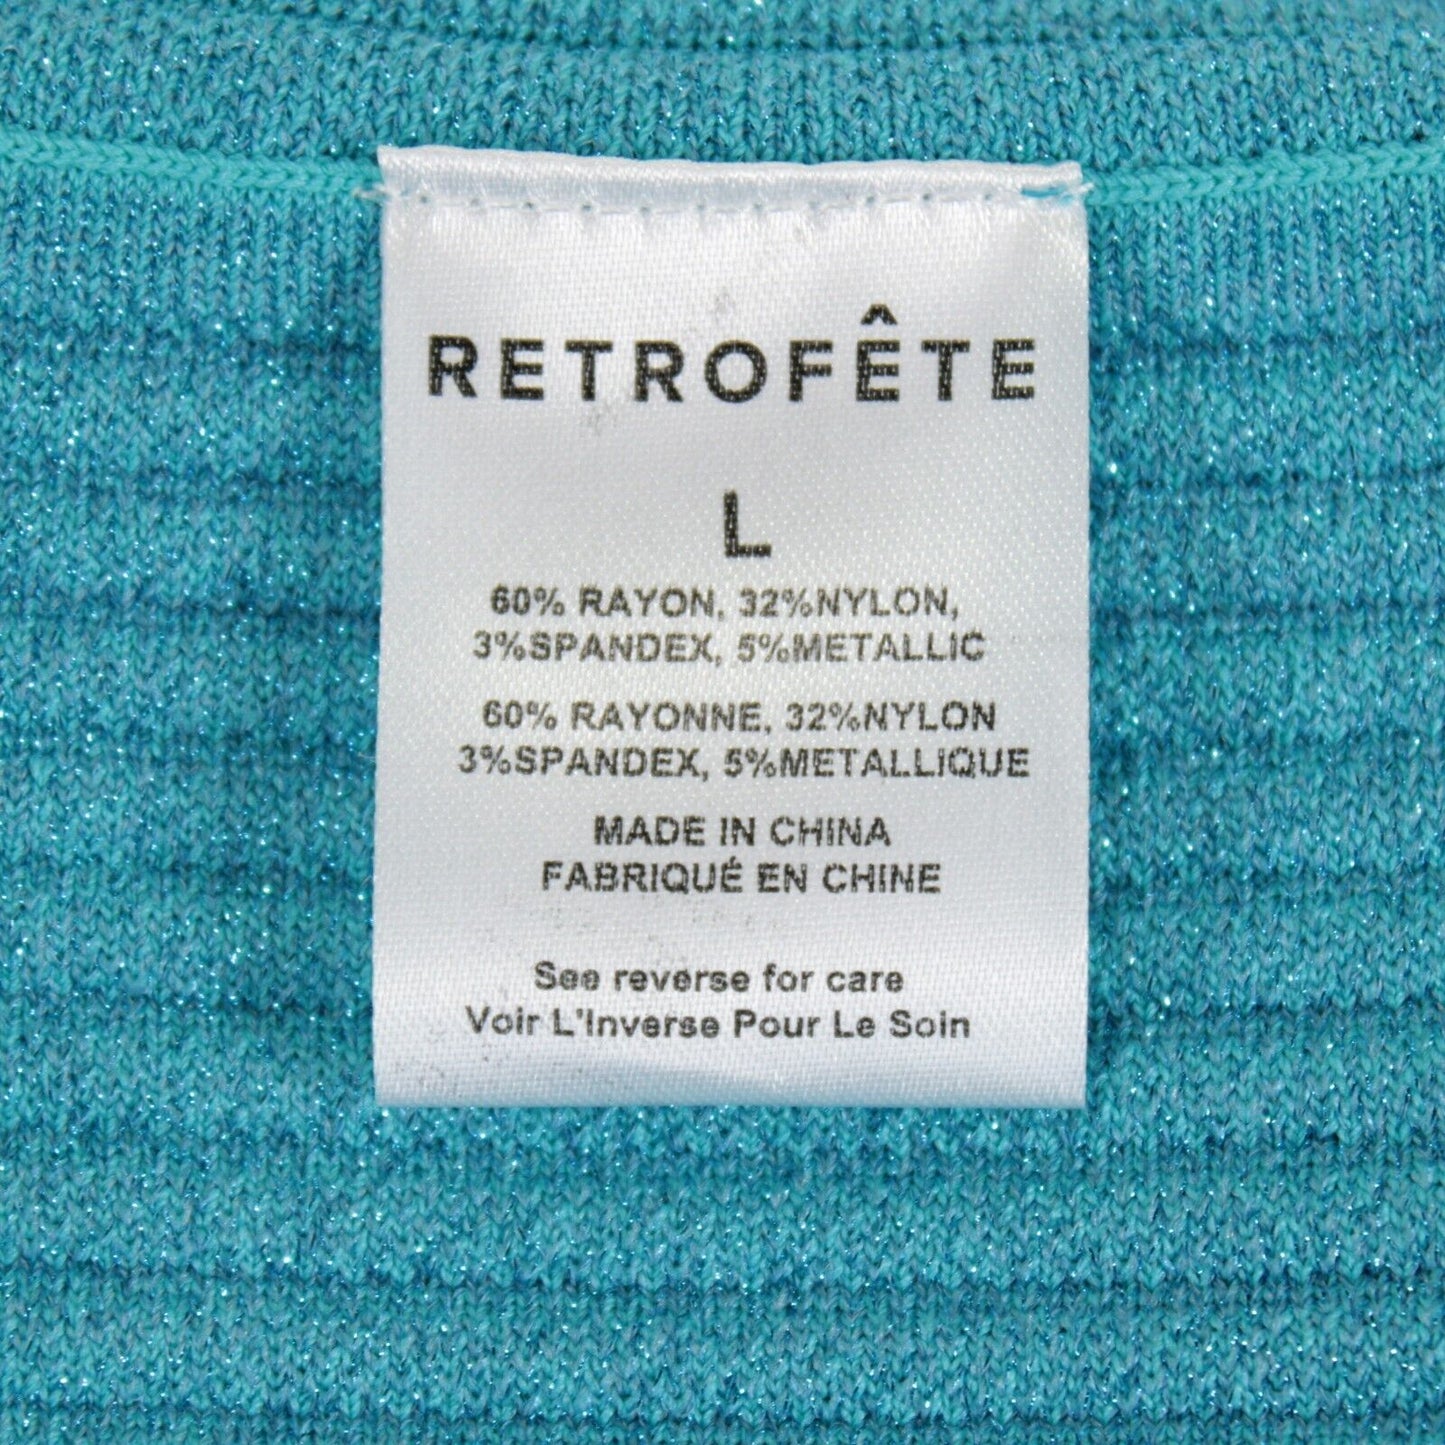 RETROFÊTE
L
60% RAYON, 32%NYLON,
3%SPANDEX, 5%METALLIC
60% RAYONNE, 32%NYLON
3%SPANDEX, 5%METALLIQUE
MADE IN CHINA
FABRIQUÉ EN CHINE
See reverse for care
Voir L'Inverse Pour Le Soin